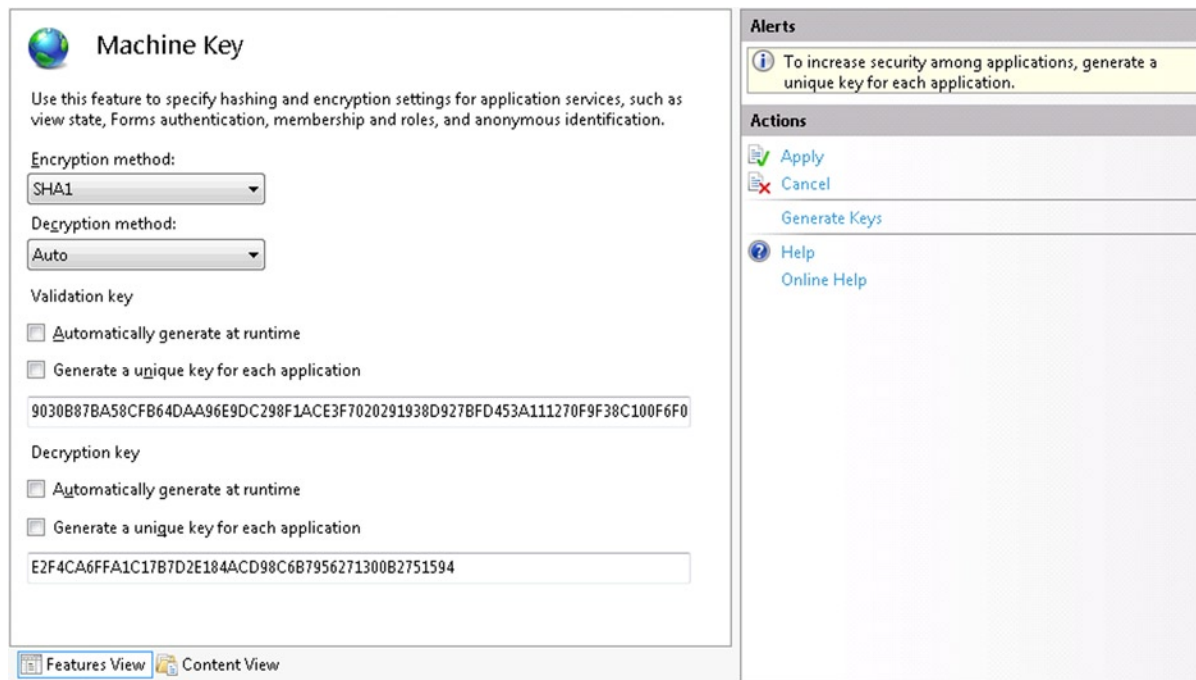 Machine Key
Use this feature to specify hashing and encryption settings for application services, such as
view state, Forms authentication, membership and roles, and anonymous identification.
Encryption method:
SHA1
Decryption method:
Auto
Validation key
Automatically generate at runtime
Generate a unique key for each application
9030B87BA58CFB64DAA96E9DC298F1ACE3F7020291938D927BFD453A111270F9F38C100F6F0
Decryption key
Automatically generate at runtime
Generate a unique key for each application
E2F4CA6FFA1C17B7D2E184ACD98C6B7956271300B2751594
Features View
Content View
Alerts
To increase security among applications, generate a
unique key for each application.
Actions
Apply
Cancel
Generate Keys
Help
Online Help